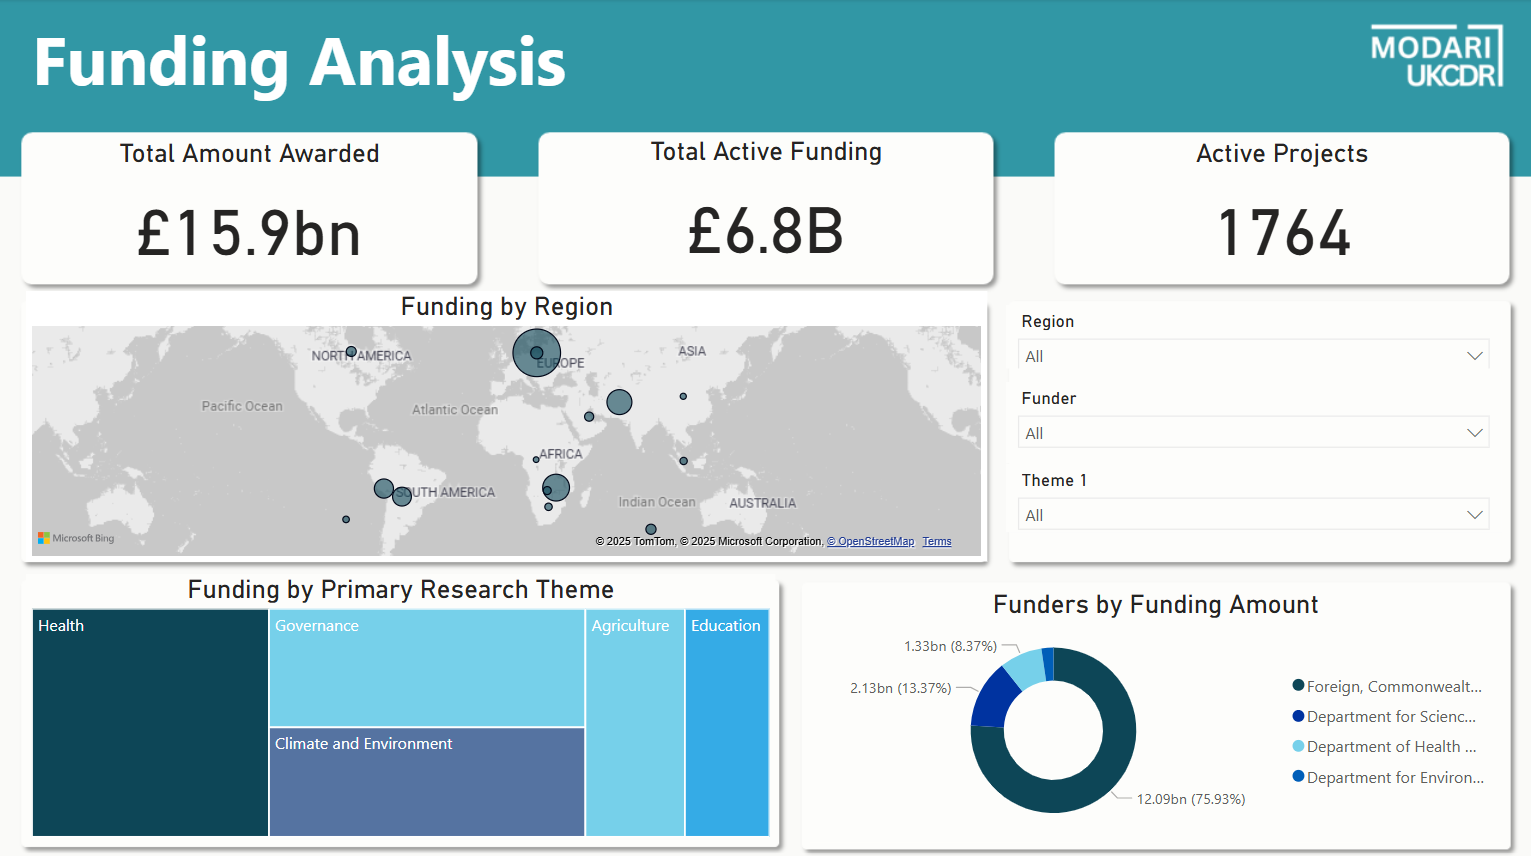 Funding Analysis
MODARI
UKCDR
Total Amount Awarded
£15.9bn
Total Active Funding
£6.8B
Active Projects
1764
Funding by Region
NORTH AMERICA
EUROPE
ASIA
Pacific Ocean
Atlantic Ocean
AFRICA
SOUTH AMERICA
Indian Ocean
AUSTRALIA
Microsoft Bing
© 2025 TomTom, © 2025 Microsoft Corporation, © OpenStreetMap Terms
Region
All
Funder
All
Theme 1
All
Funding by Primary Research Theme
Health
Governance
Agriculture
Education
Climate and Environment
Funders by Funding Amount
1.33bn (8.37%)
2.13bn (13.37%)
12.09bn (75.93%)
Foreign, Commonwealt...
Department for Scienc...
Department of Health ...
Department for Environ...